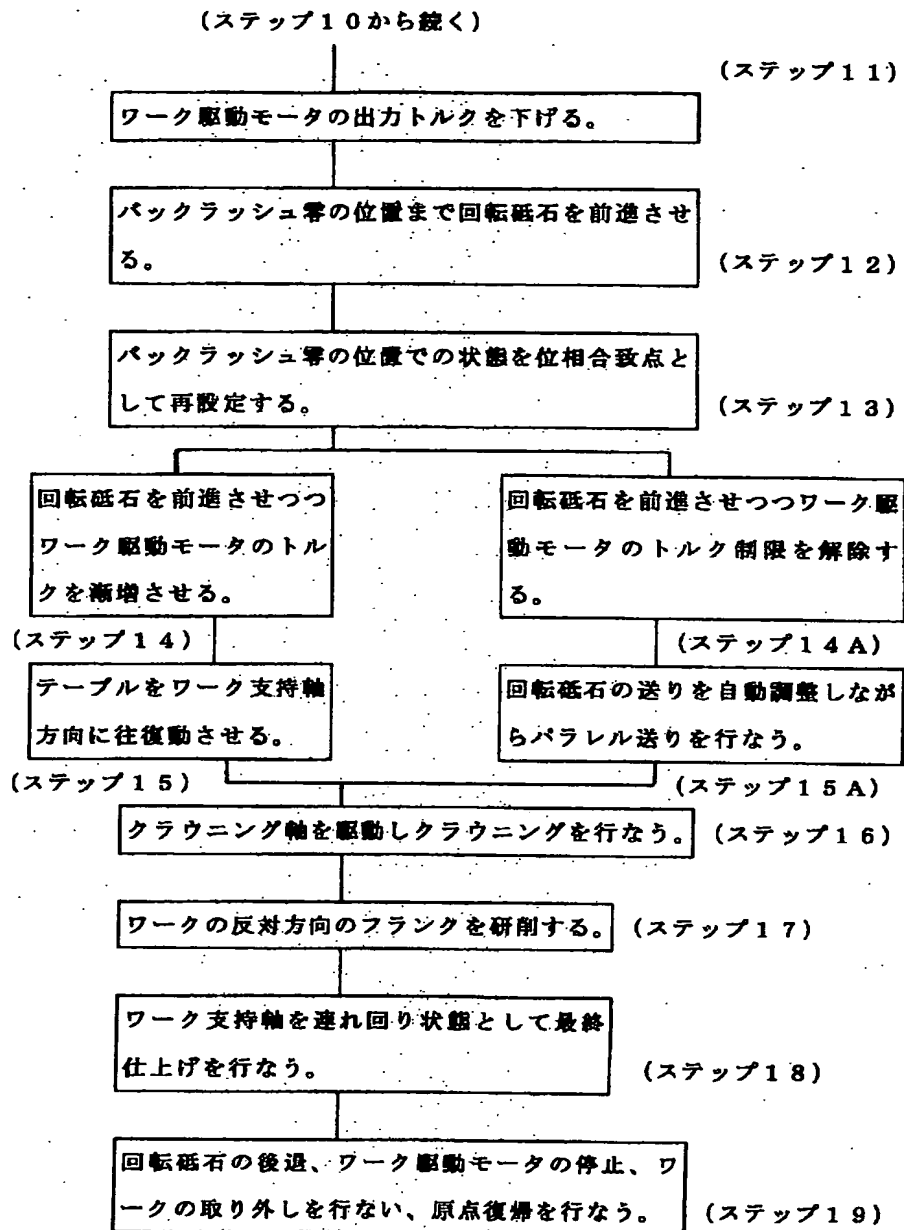 (ステップ10から続く)
(ステップ11)
ワーク駆動モータの出力トルクを下げる。
バックラッシュ零の位置まで回転砥石を前進させ
る。
(ステップ12)
バックラッシュ零の位置での状態を位相合致点と
して再設定する。
(ステップ13)
回転砥石を前進させつつ
ワーク駆動モータのトル
クを漸増させる。
(ステップ14)
回転砥石を前進させつつワーク駆
動モータのトルク制限を解除す
る。
(ステップ14A)
テーブルをワーク支持軸
方向に往復動させる。
(ステップ15)
回転砥石の送りを自動調整しなが
らパラレル送りを行なう。
(ステップ15A)
クラウニング軸を駆動しクラウニングを行なう。
(ステップ16)
ワークの反対方向のフランクを研削する。
(ステップ17)
ワーク支持軸を連れ回り状態として最終
仕上げを行なう。
(ステップ18)
回転砥石の後退、ワーク駆動モータの停止、ワ
ークの取り外しを行ない、原点復帰を行なう。
(ステップ19)